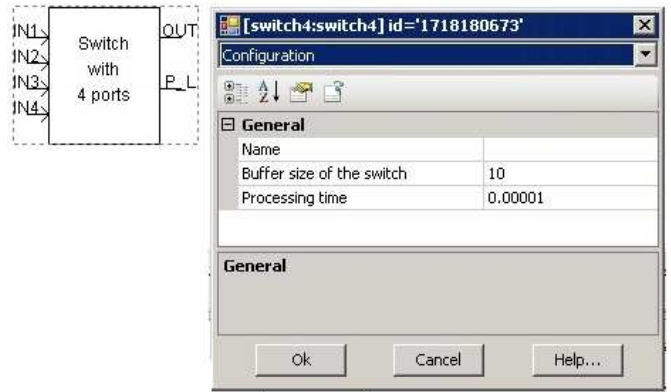 IN1
IN2
IN3
IN4
Switch
with
4 ports
OUT
P_L
[switch4:switch4] id='1718180673'
Configuration
General
Name
Buffer size of the switch 10
Processing time 0.00001
General
Ok Cancel Help...